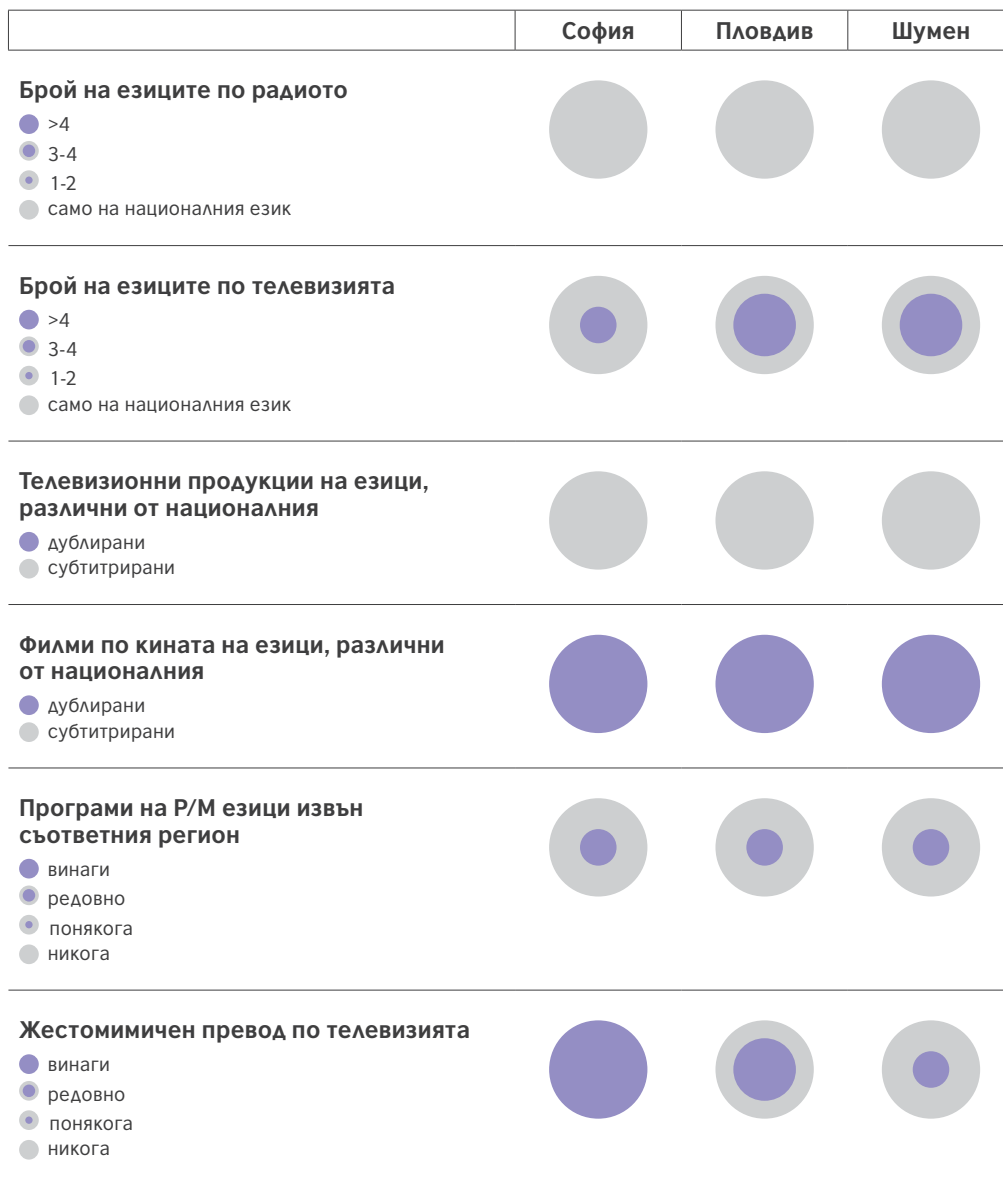 София Пловдив Шумен
Брой на езиците по радиото
>4
3-4
1-2
само на националния език
Брой на езиците по телевизията
>4
3-4
1-2
само на националния език
Телевизионни продукции на езици,
различни от националния
дублирани
субтитрирани
Филми по кината на езици, различни
от националния
дублирани
субтитрирани
Програми на Р/М езици извън
съответния регион
винаги
редовно
понякога
никога
Жестомимичен превод по телевизията
винаги
редовно
понякога
никога